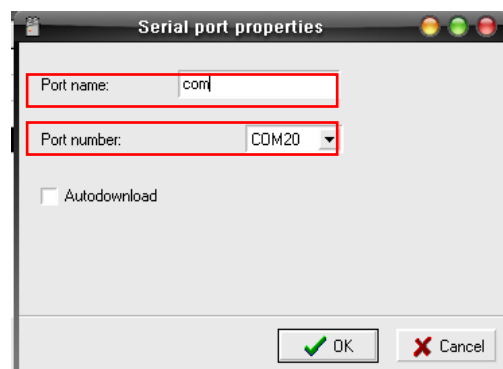 Serial port properties
Port name: com
Port number: COM20
Autodownload
OK Cancel